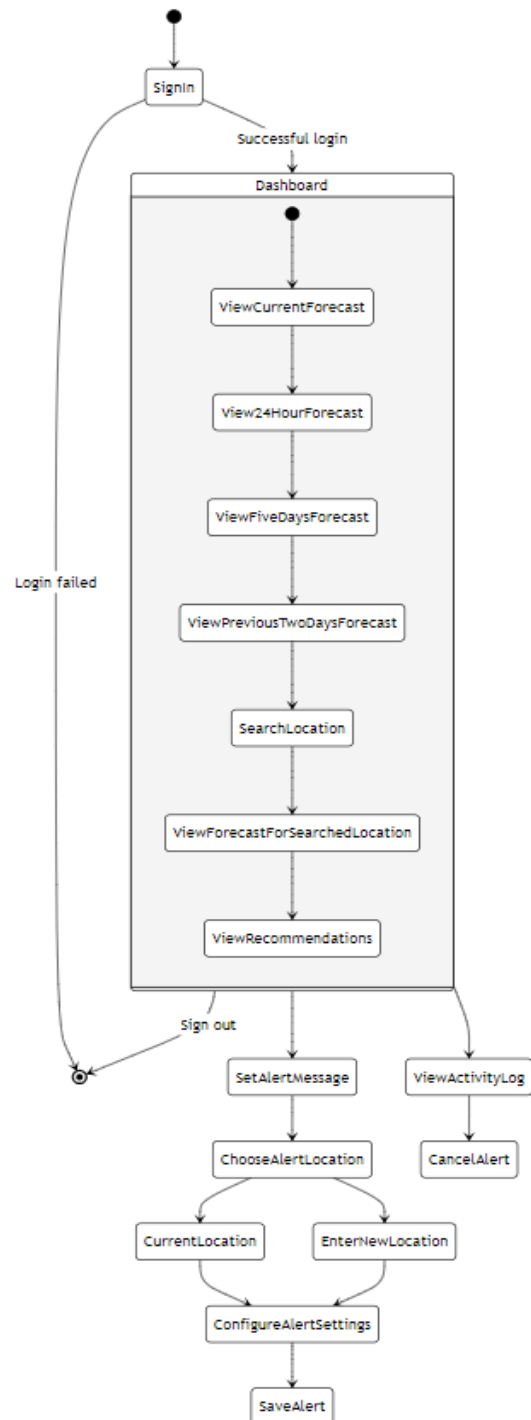 SignIn
Successful login
Dashboard
ViewCurrentForecast
View24HourForecast
ViewFiveDaysForecast
Login failed
ViewPreviousTwoDaysForecast
SearchLocation
ViewForecastForSearchedLocation
ViewRecommendations
Sign out
SetAlertMessage
ViewActivityLog
ChooseAlertLocation
CancelAlert
CurrentLocation
EnterNewLocation
ConfigureAlertSettings
SaveAlert